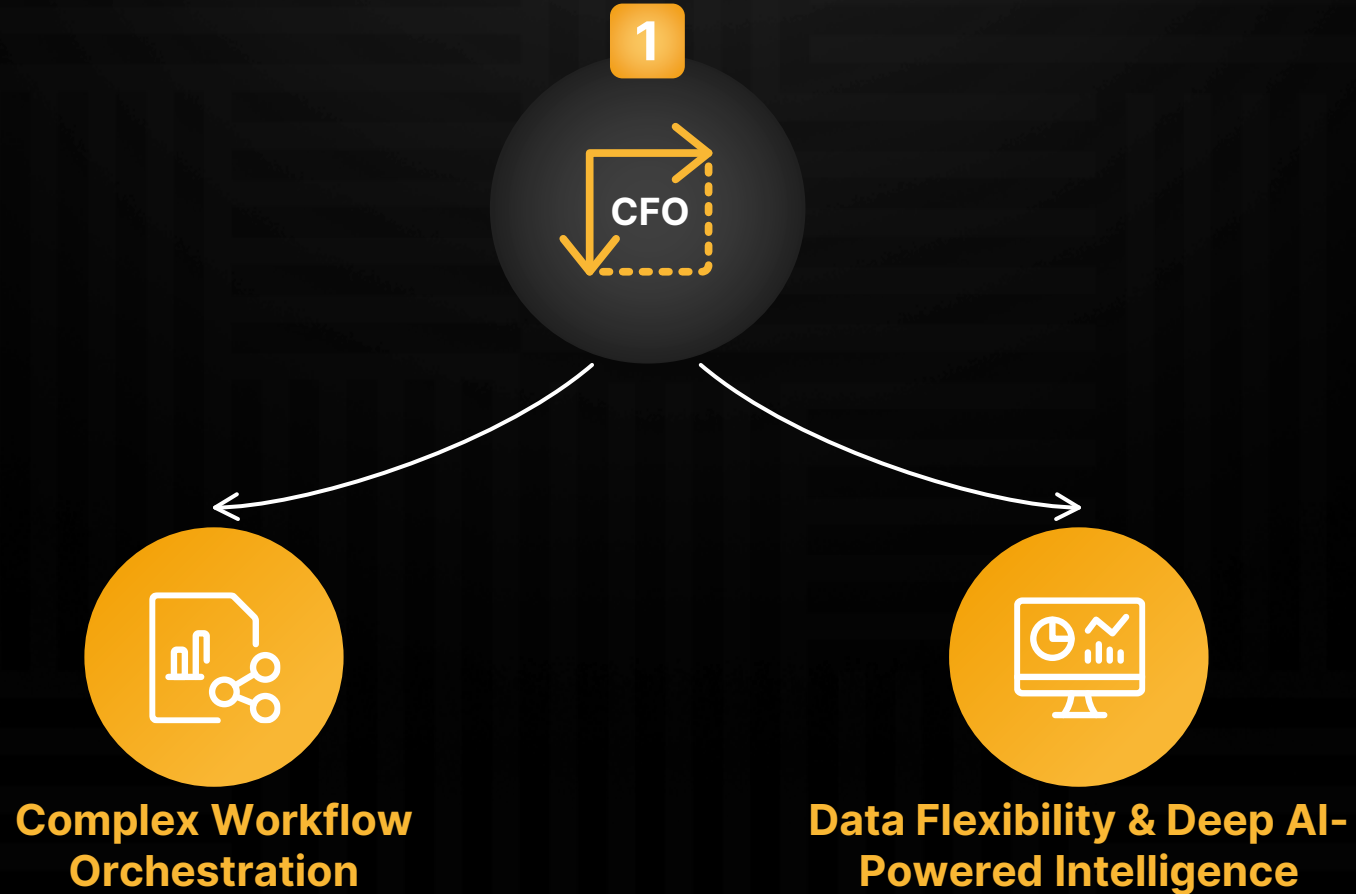 1
CFO
Complex Workflow
Orchestration
Data Flexibility & Deep AI-
Powered Intelligence